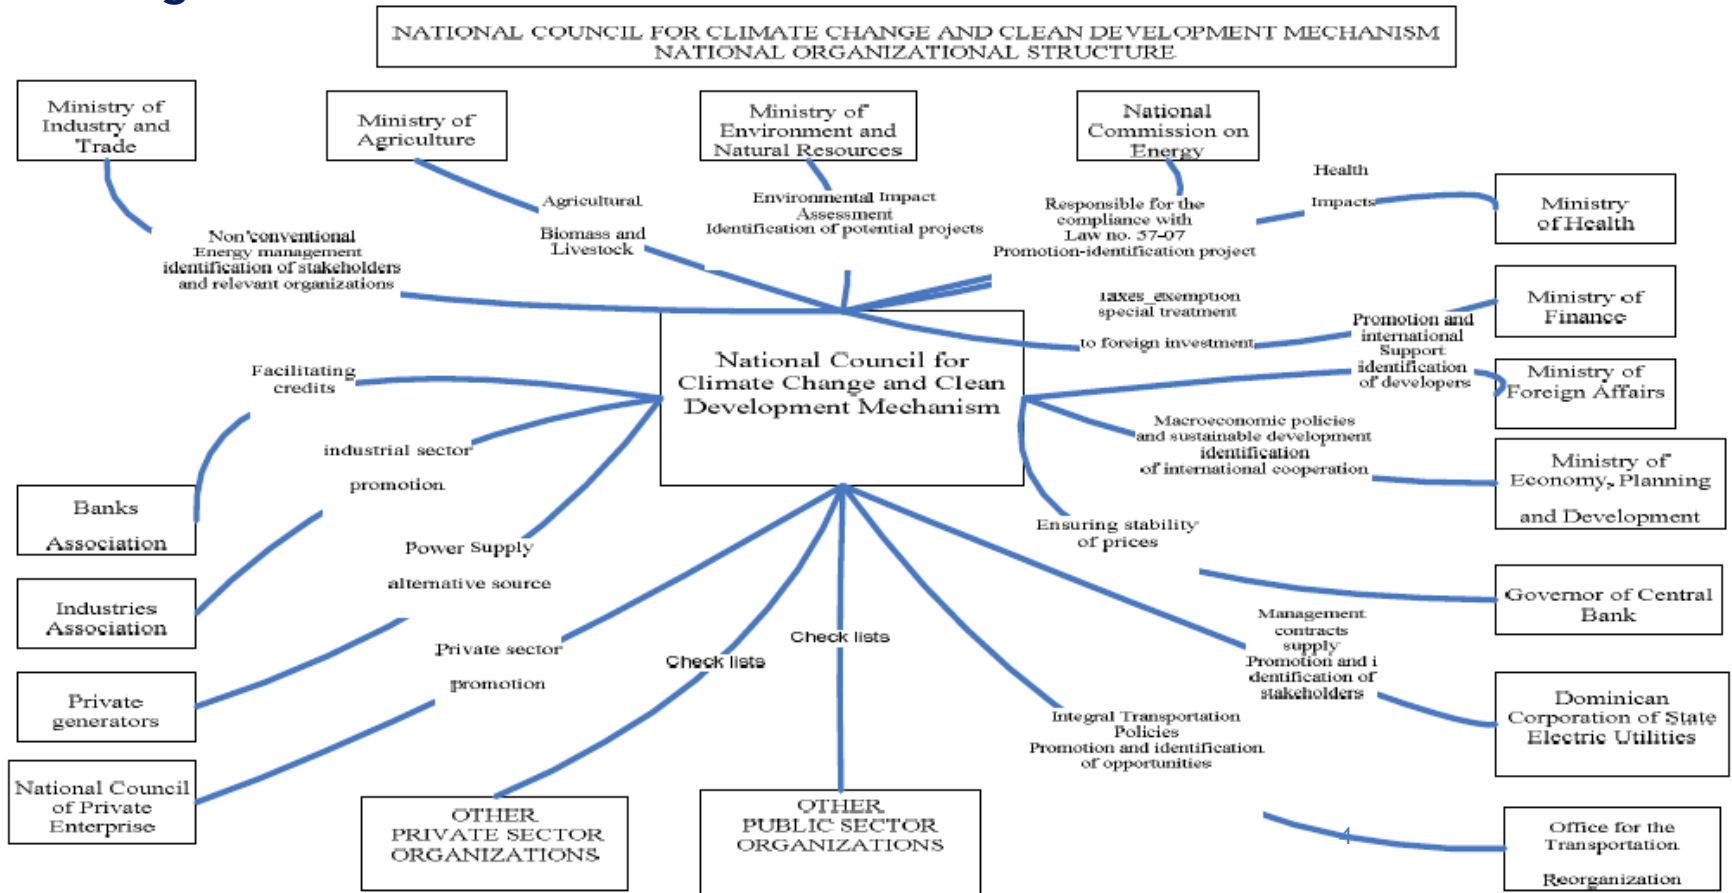 NATIONAL COUNCIL FOR CLIMATE CHANGE AND CLEAN DEVELOPMENT MECHANISM
NATIONAL ORGANIZATIONAL STRUCTURE
Ministry of
Industry and
Trade
Ministry of
Agriculture
Ministry of
Environment and
Natural Resources
National
Commission on
Energy
Health
Impacts
Ministry
of Health
Agricultural
Biomass and
Livestock
Environmental Impact
Assessment
Identification of potential projects
Responsible for the
compliance with
Law no. 57-07
Promotion-identification project
Non conventional
Energy management
identification of stakeholders
and relevant organizations
Taxes_exemption
special treatment
to foreign investment
Ministry of
Finance
Promotion and
international
Support
identification
of developers
Ministry of
Foreign Affairs
National Council for
Climate Change and Clean
Development Mechanism
Facilitating
credits
Macroeconomic policies
and sustainable development
identification
of international cooperation
Ministry of
Economy, Planning
and Development
industrial sector
promotion
Banks
Association
Ensuring stability
of prices
Power Supply
alternative source
Industries
Association
Governor of Central
Bank
Private sector
promotion
Check lists
Check lists
Management
contracts
supply
Promotion and i
dentification of
stakeholders
Private
generators
Dominican
Corporation of State
Electric Utilities
Integral Transportation
Policies
Promotion and identification
of opportunities
National Council
of Private
Enterprise
OTHER
PRIVATE SECTOR
ORGANIZATIONS
OTHER
PUBLIC SECTOR
ORGANIZATIONS
4
Office for the
Transportation
Reorganization